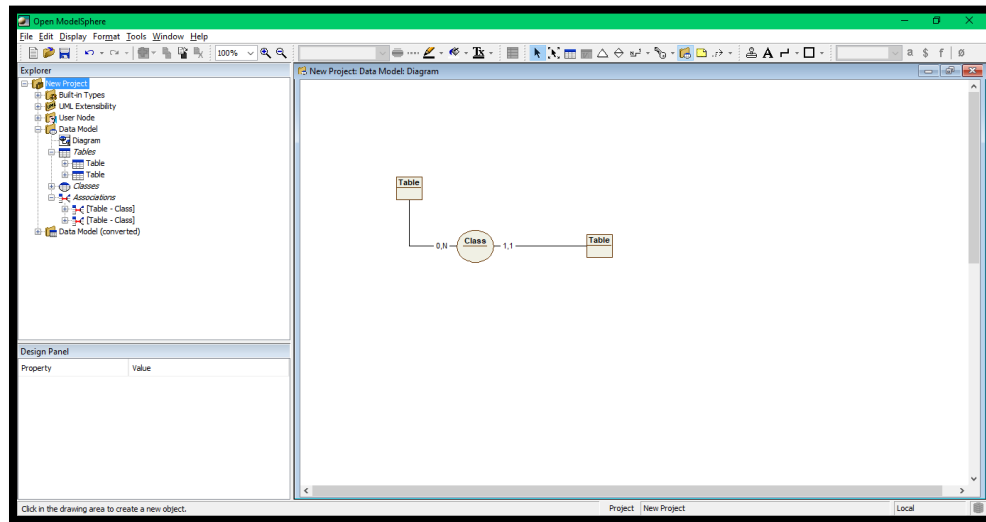 Open ModelSphere
File Edit Display Format Tools Window Help
100%
Tx
A
a $ f ø
Explorer
New Project: Data Model: Diagram
New Project
Built-in Types
UML Extensibility
User Node
Data Model
Diagram
Tables
Table
Table
Classes
Associations
[Table - Class]
[Table - Class]
Data Model (converted)
Table
0,N
Class
1,1
Table
Design Panel
Property Value
Click in the drawing area to create a new object.
Project New Project Local